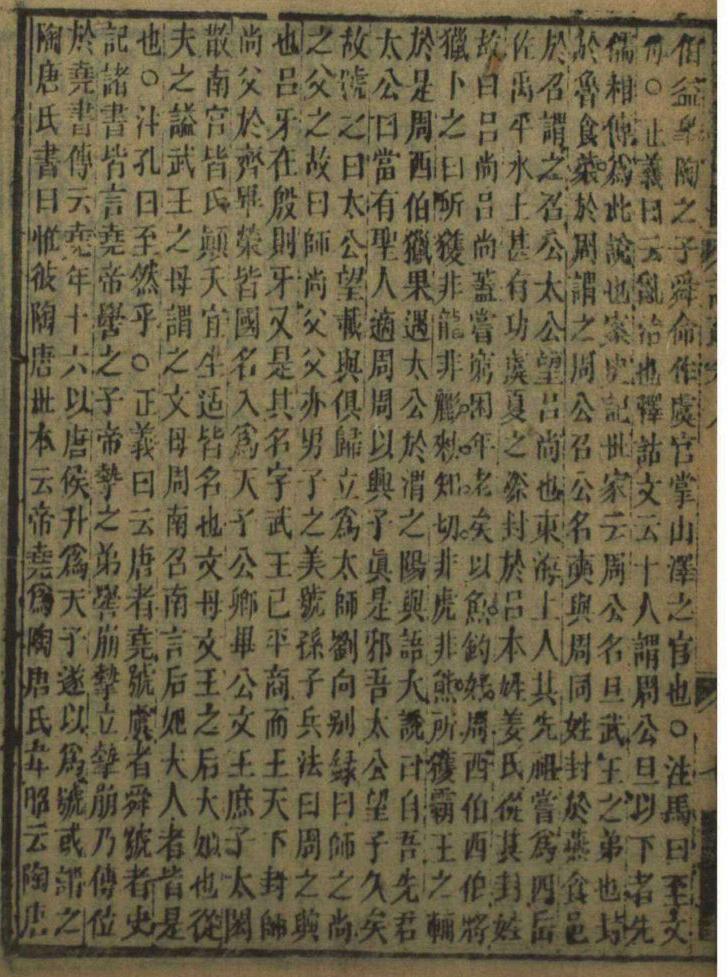 伯益皋陶之子舜命作虞官掌山澤之官也○注馬曰至文
母○正義曰云亂治也釋詁文云十人謂周公旦以下者先
儒相傳爲此說也案史記世家云周公名旦武王之弟也封
於魯食菜於周謂之周公召公名奭與周同姓封於燕食邑
於召謂之召公太公望呂尚也東海上人其先祖嘗爲四岳
佐禹平水土甚有功虞夏之際封於呂本姓姜氏從其封姓
故曰呂尚呂尚蓋嘗窮困年老矣以魚釣奸周西伯西伯將
獵卜之曰所獲非龍非彲勑知切非虎非熊所獲霸王之輔
於是周西伯獵果遇太公於渭之陽與語大說曰自吾先君
太公曰當有聖人適周周以興子眞是邪吾太公望子久矣
故號之曰太公望載與俱歸立爲太師劉向別録曰師之尚
之父之故曰師尚父父亦男子之美號孫子兵法曰周之興
也呂牙在殷則牙又是其名字武王已平商而王天下封師
尚父於齊畢榮皆國名入爲天子公卿畢公文王庶子太閎
散南宮皆氏顚夭宜生适皆名也文母文王之后大姒也從
夫之謚武王之母謂之文母周南召南言后妃大人者皆是
也○注孔曰至然乎○正義曰云唐者堯號虞者舜號者史
記諸書皆言堯帝嚳之子帝摯之弟嚳崩摯立摯崩乃傳位
於堯書傳云堯年十六以唐侯升爲天子遂以爲號或謂之
陶唐氏書曰惟彼陶唐世本云帝堯爲陶唐氏韋昭云陶唐